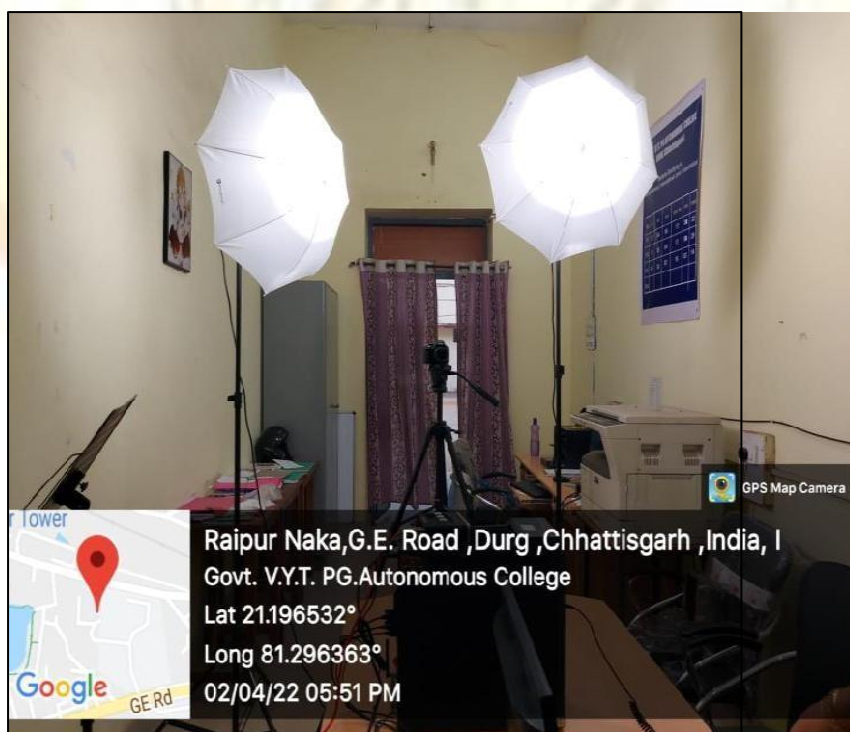 GPS Map Camera
r Tower
Raipur Naka,G.E. Road ,Durg ,Chhattisgarh ,India, I
Govt. V.Y.T. PG.Autonomous College
Lat 21.196532°
Long 81.296363°
02/04/22 05:51 PM
Google
GE Rd